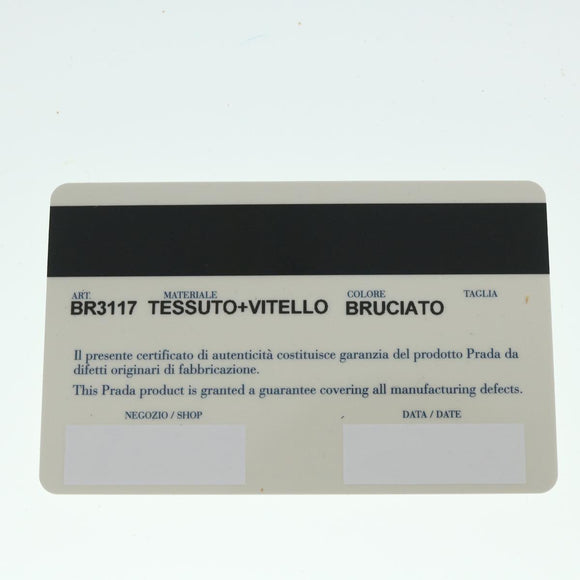 ART. MATERIALE COLORE TAGLIA
BR3117 TESSUTO+VITELLO BRUCIATO
Il presente certificato di autenticità costituisce garanzia del prodotto Prada da
difetti originari di fabbricazione.
This Prada product is granted a guarantee covering all manufacturing defects.
NEGOZIO / SHOP DATA / DATE